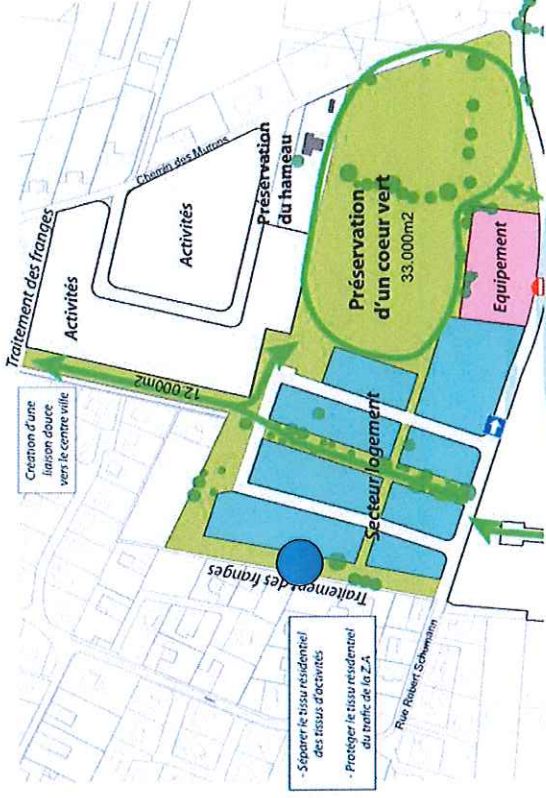 Traitement des franges
Chemin des Murons
Création d'une
liaison douce
vers le centre ville
Activités
Activités
12.000m2
Préservation
du hameau
Préservation
d'un coeur vert
33.000m2
Equipement
Secteur logement
Traitement des franges
- Séparer le tissu résidentiel
des tissus d'activités
- Protéger le tissu résidentiel
du trafic de la Z.A
Rue Robert Schumann